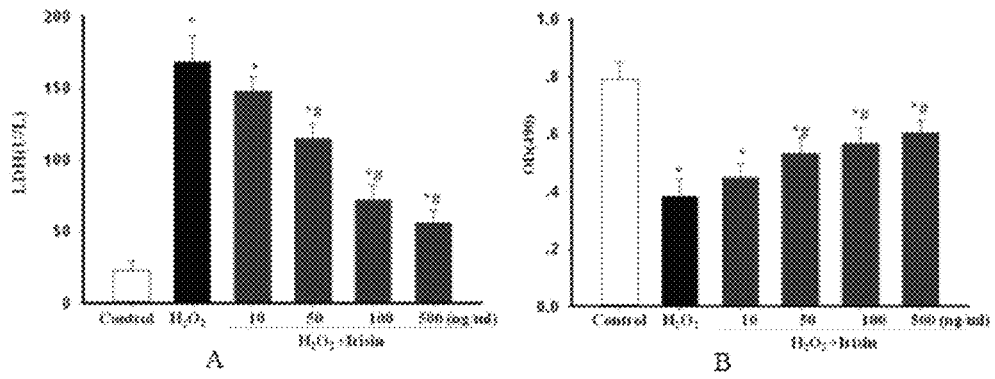 200
150
100
50
0
LDH(U/L)
*
*
*#
*#
*#
Control H₂O₂ 10 50 100 500 (ng/ml)
H₂O₂+Irisin
A
1.0
.8
.6
.4
.2
0.0
OD(490)
*
*
*#
*#
*#
Control H₂O₂ 10 50 100 500 (ng/ml)
H₂O₂+Irisin
B